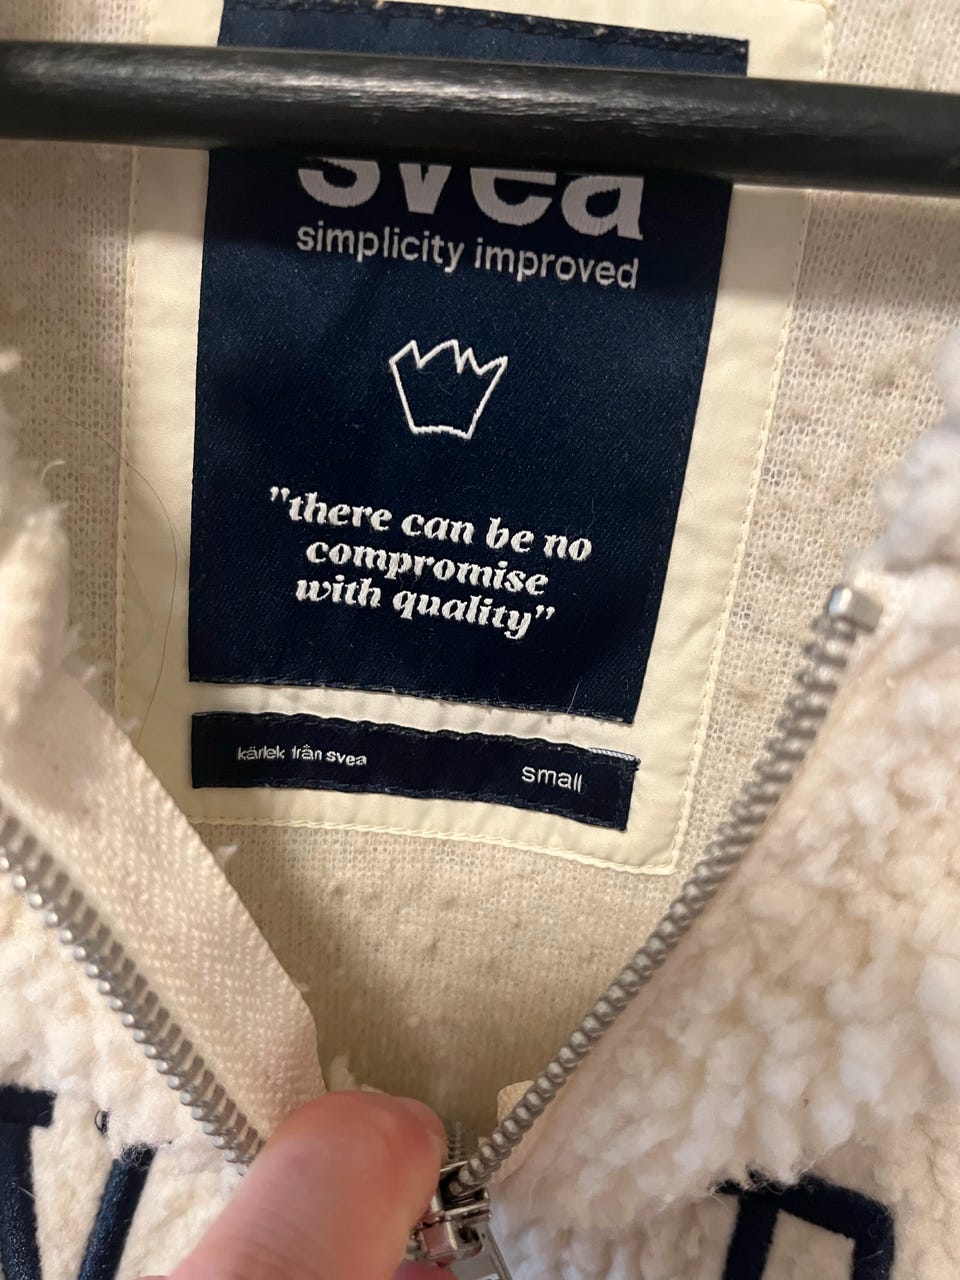 svea
simplicity improved
"there can be no
compromise
with quality"
kärlek från svea
small